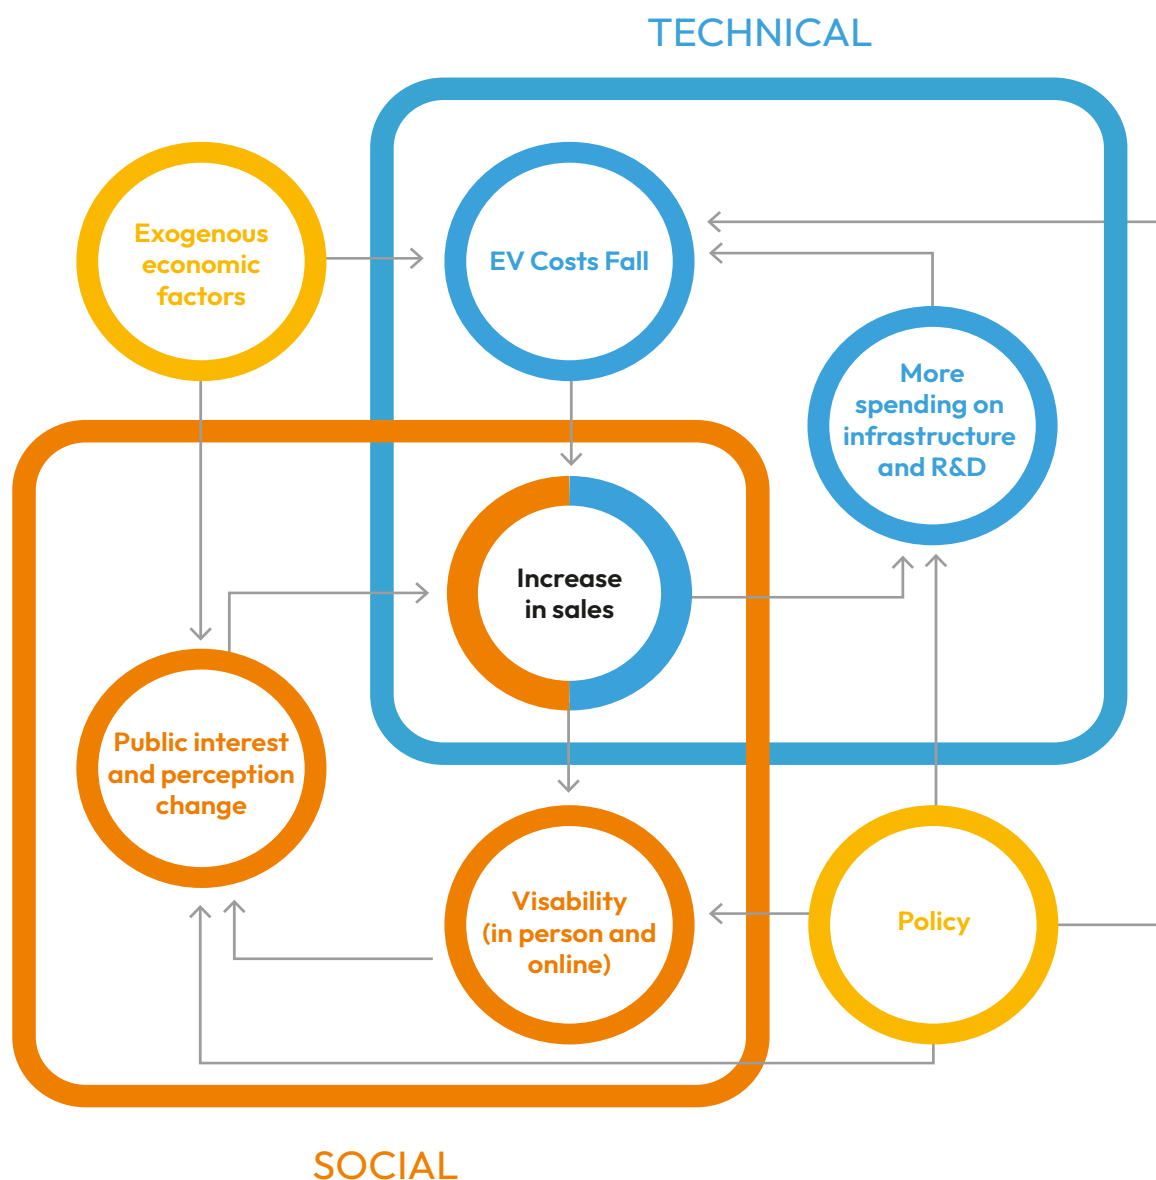 TECHNICAL
Exogenous
economic
factors
EV Costs Fall
More
spending on
infrastructure
and R&D
Increase
in sales
Public interest
and perception
change
Visability
(in person and
online)
Policy
SOCIAL